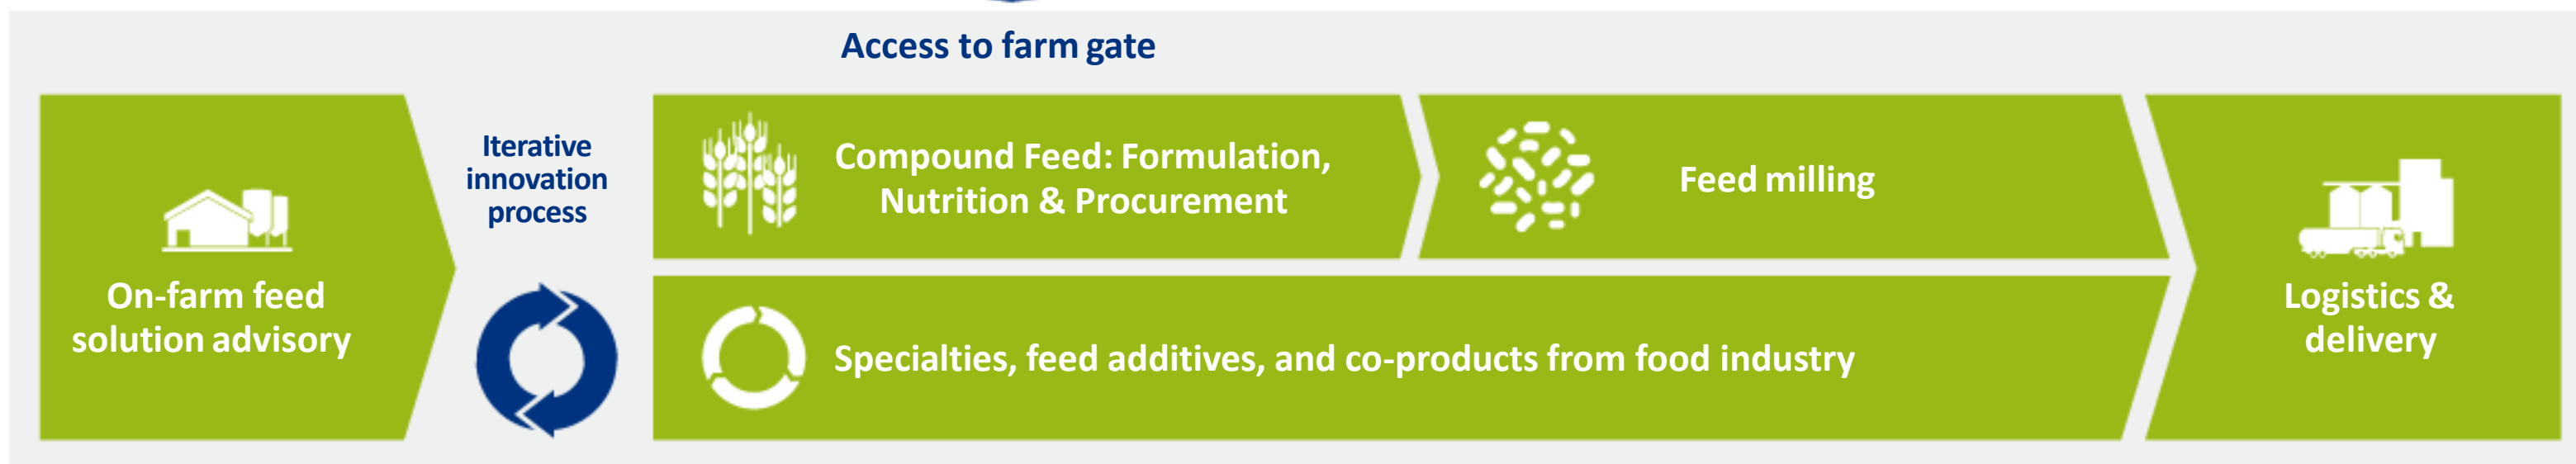 Access to farm gate
On-farm feed
solution advisory
Iterative
innovation
process
Compound Feed: Formulation,
Nutrition & Procurement
Feed milling
Specialties, feed additives, and co-products from food industry
Logistics &
delivery